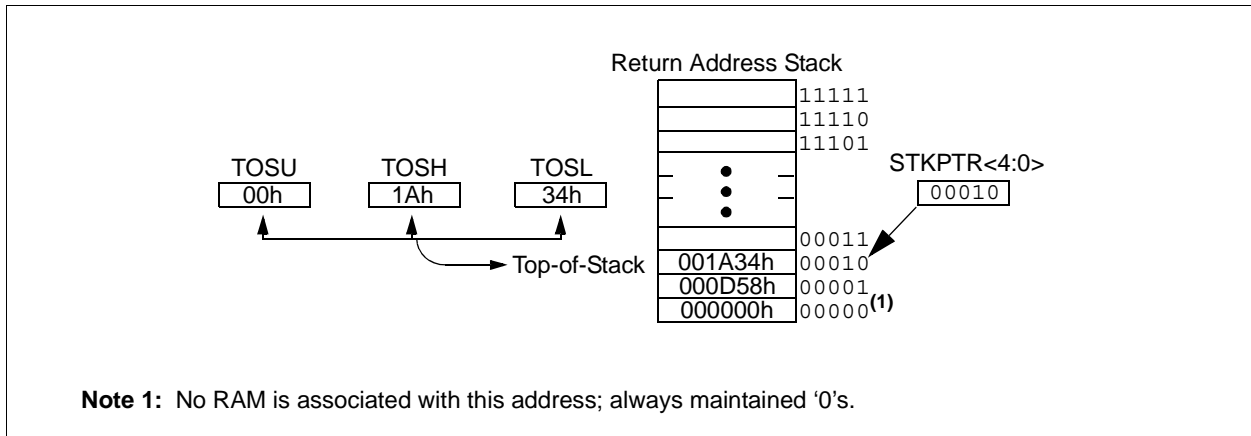 Return Address Stack
11111
11110
11101
TOSU TOSH TOSL STKPTR<4:0>
00h 1Ah 34h 00010
00011
Top-of-Stack 001A34h 00010
000D58h 00001
000000h 00000(1)
Note 1: No RAM is associated with this address; always maintained ‘0’s.